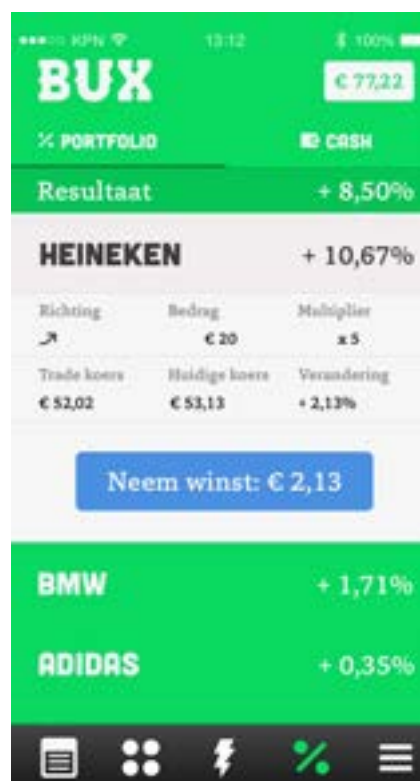 KPN 13:12 100%
BUX € 77,22
PORTFOLIO CASH
Resultaat + 8,50%
HEINEKEN + 10,67%
Richting Bedrag Multiplier
€ 20 x 5
Trade koers Huidige koers Verandering
€ 52,02 € 53,13 + 2,13%
Neem winst: € 2,13
BMW + 1,71%
ADIDAS + 0,35%